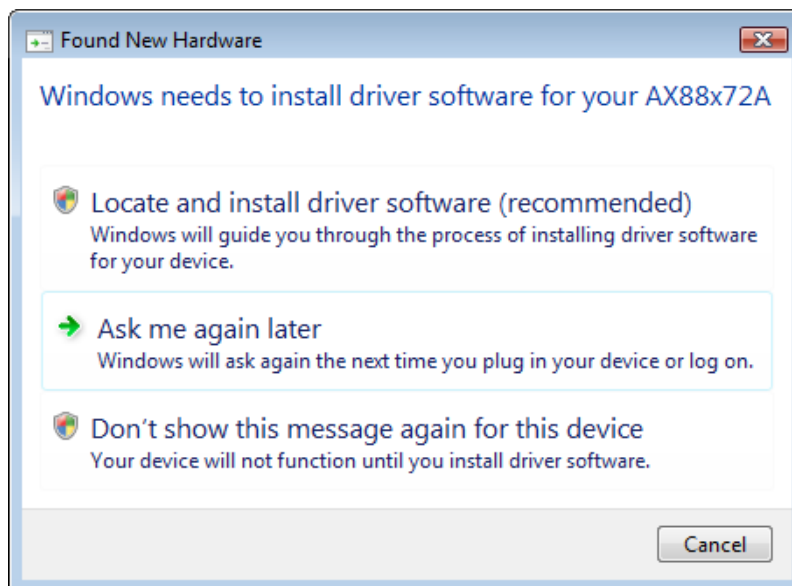 Found New Hardware
Windows needs to install driver software for your AX88x72A
Locate and install driver software (recommended)
Windows will guide you through the process of installing driver software
for your device.
Ask me again later
Windows will ask again the next time you plug in your device or log on.
Don't show this message again for this device
Your device will not function until you install driver software.
Cancel